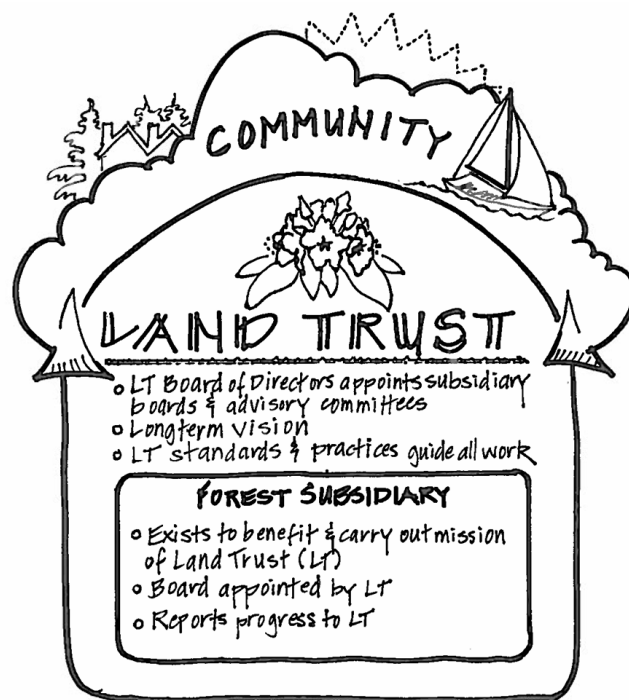 COMMUNITY
LAND TRUST
o LT Board of Directors appoints subsidiary
boards & advisory committees
o Longterm Vision
o LT standards & practices guide all work
FOREST SUBSIDIARY
o Exists to benefit & carry out mission
of Land Trust (LT)
o Board appointed by LT
o Reports progress to LT